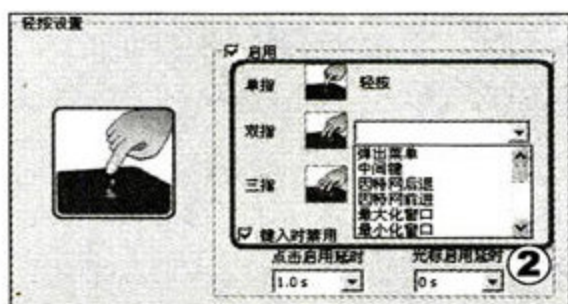 轻按设置
启用
单指 轻按
双指
弹出菜单
中间键
因特网后退
因特网前进
三指
最大化窗口
最小化窗口
键入时禁用
点击启用延时 光标启用延时
1.0 s 0 s
②